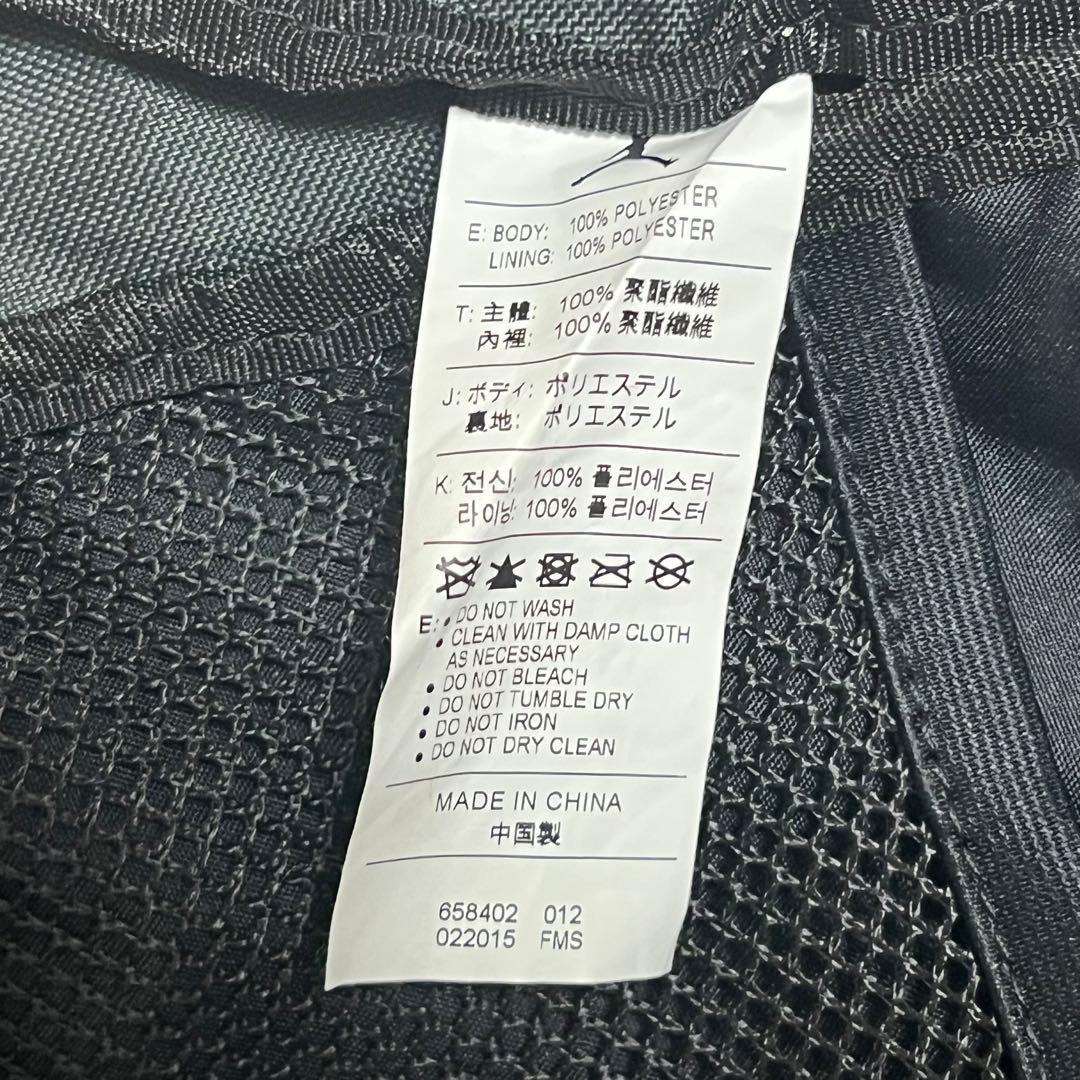 E: BODY: 100% POLYESTER
LINING: 100% POLYESTER
T: 主體: 100% 聚酯纖維
內裡: 100% 聚酯纖維
J: ボディ: ポリエステル
裏地: ポリエステル
K: 전신: 100% 폴리에스터
라이닝: 100% 폴리에스터
E: • DO NOT WASH
• CLEAN WITH DAMP CLOTH
AS NECESSARY
• DO NOT BLEACH
• DO NOT TUMBLE DRY
• DO NOT IRON
• DO NOT DRY CLEAN
MADE IN CHINA
中国製
658402 012
022015 FMS